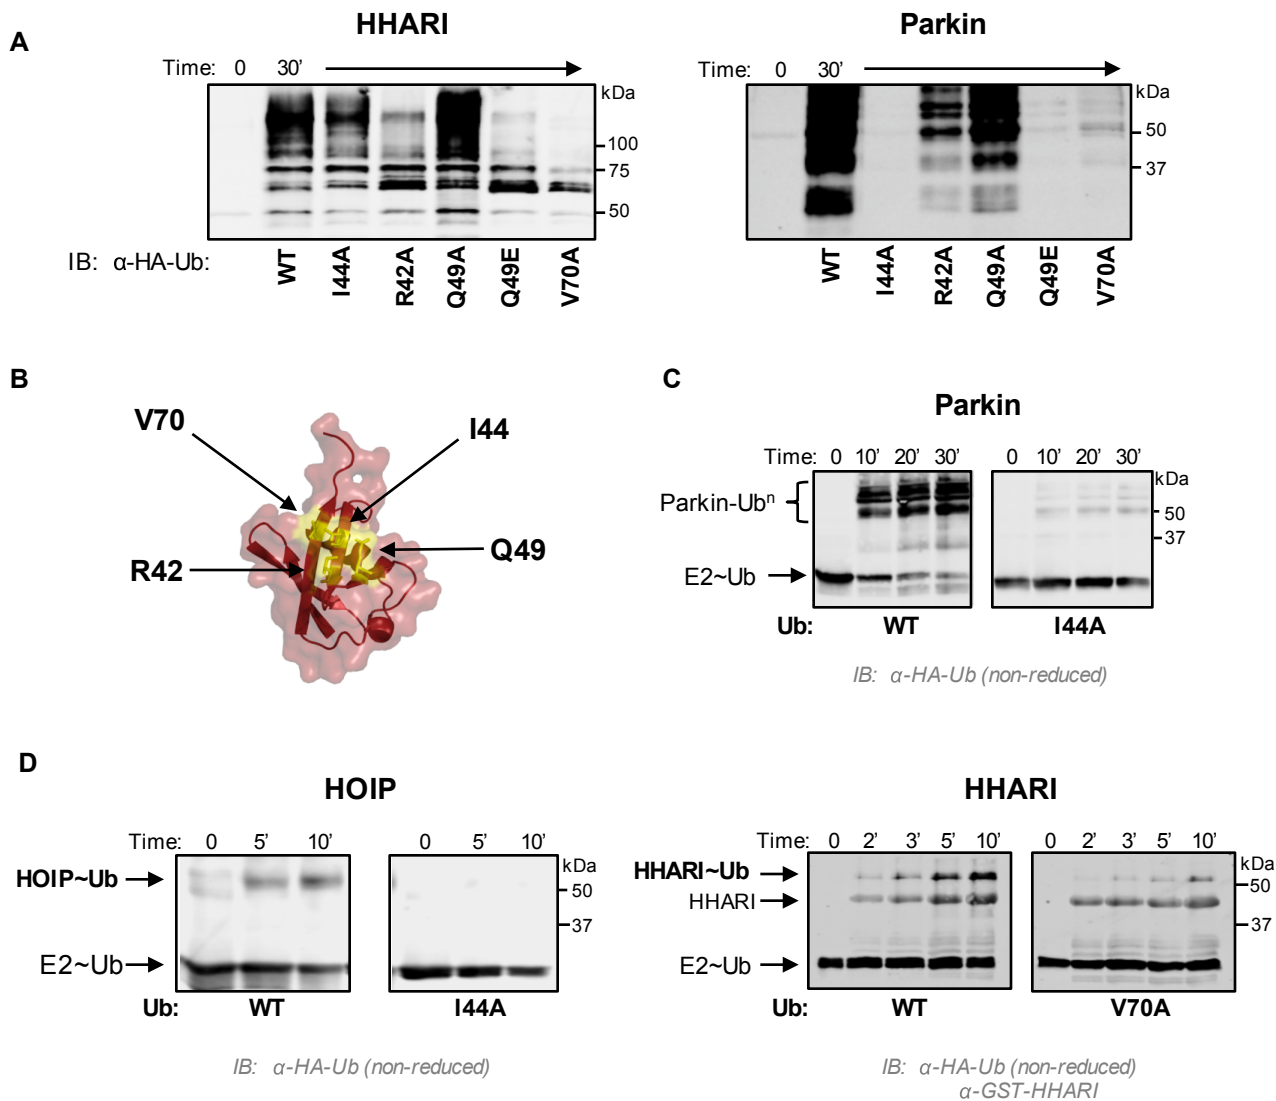 A
HHARI
Time: 0 30'
kDa
100
75
50
IB: α-HA-Ub:
WT
I44A
R42A
Q49A
Q49E
V70A
Parkin
Time: 0 30'
kDa
50
37
WT
I44A
R42A
Q49A
Q49E
V70A
B
V70
I44
R42
Q49
C
Parkin
Time: 0 10' 20' 30' 0 10' 20' 30'
kDa
Parkin-Ubⁿ
50
37
E2~Ub
Ub: WT I44A
IB: α-HA-Ub (non-reduced)
D
HOIP
Time: 0 5' 10' 0 5' 10'
kDa
HOIP~Ub
50
37
E2~Ub
Ub: WT I44A
IB: α-HA-Ub (non-reduced)
HHARI
Time: 0 2' 3' 5' 10' 0 2' 3' 5' 10'
kDa
HHARI~Ub
50
HHARI
37
E2~Ub
Ub: WT V70A
IB: α-HA-Ub (non-reduced)
α-GST-HHARI